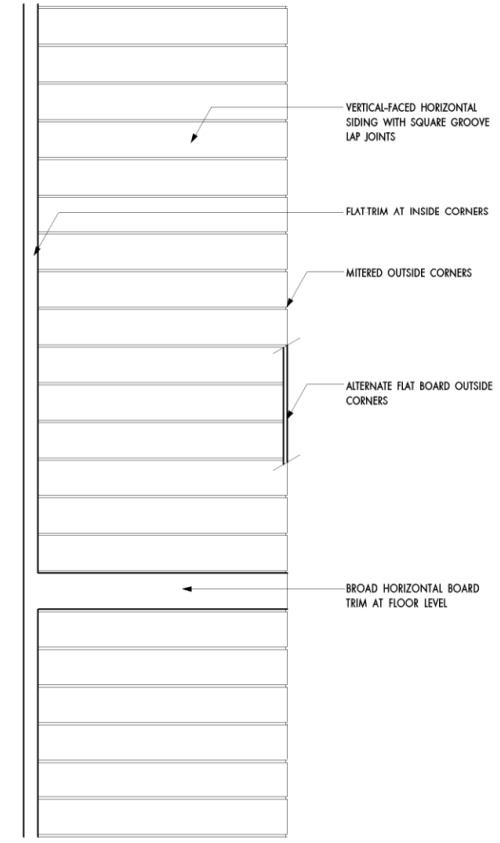 VERTICAL-FACED HORIZONTAL
SIDING WITH SQUARE GROOVE
LAP JOINTS
FLAT TRIM AT INSIDE CORNERS
MITERED OUTSIDE CORNERS
ALTERNATE FLAT BOARD OUTSIDE
CORNERS
BROAD HORIZONTAL BOARD
TRIM AT FLOOR LEVEL